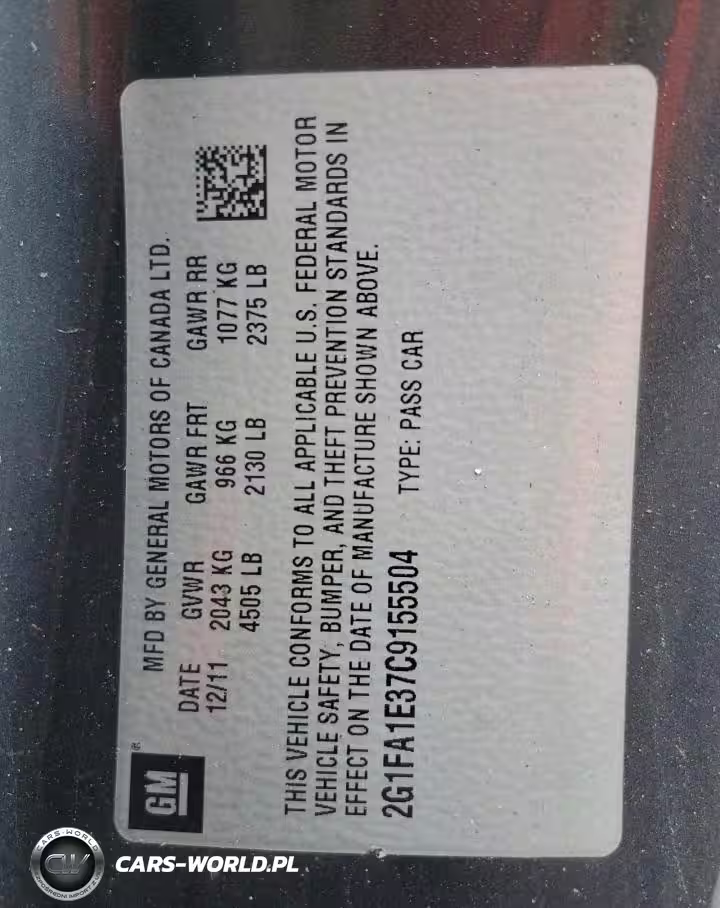 GM®
MFD BY GENERAL MOTORS OF CANADA LTD.
DATE GVWR GAWR FRT GAWR RR
12/11 2043 KG 966 KG 1077 KG
4505 LB 2130 LB 2375 LB
THIS VEHICLE CONFORMS TO ALL APPLICABLE U.S. FEDERAL MOTOR
VEHICLE SAFETY, BUMPER, AND THEFT PREVENTION STANDARDS IN
EFFECT ON THE DATE OF MANUFACTURE SHOWN ABOVE.
2G1FA1E37C9155504 TYPE: PASS CAR
CARS-WORLD
CW
CARS-WORLD.PL